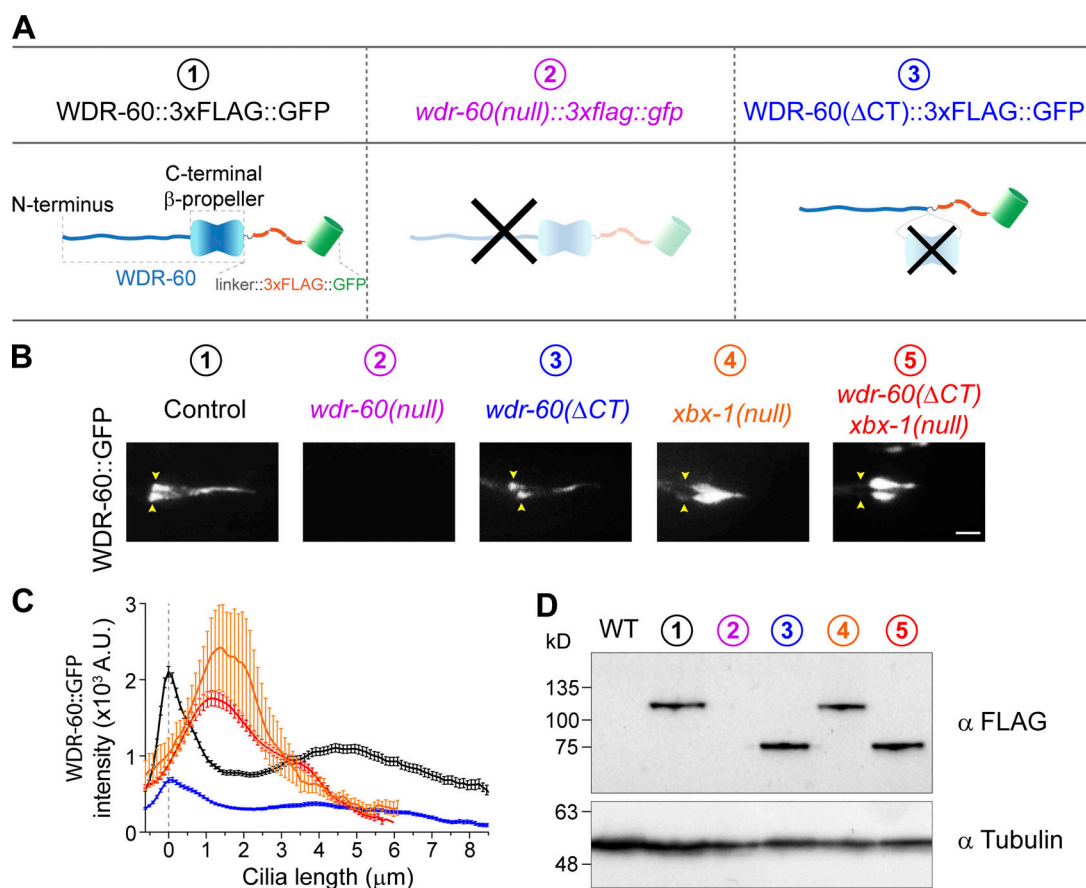 A
① ② ③
WDR-60::3xFLAG::GFP wdr-60(null)::3xflag::gfp WDR-60(ΔCT)::3xFLAG::GFP
C-terminal
β-propeller
N-terminus
WDR-60
linker::3xFLAG::GFP
B
① ② ③ ④ ⑤
Control wdr-60(null) wdr-60(ΔCT) xbx-1(null) wdr-60(ΔCT)
xbx-1(null)
WDR-60::GFP
C
WDR-60::GFP
intensity (x10³ A.U.)
3
2
1
0
0 1 2 3 4 5 6 7 8
Cilia length (μm)
D
kD WT ① ② ③ ④ ⑤
135
100
75
α FLAG
63
48
α Tubulin